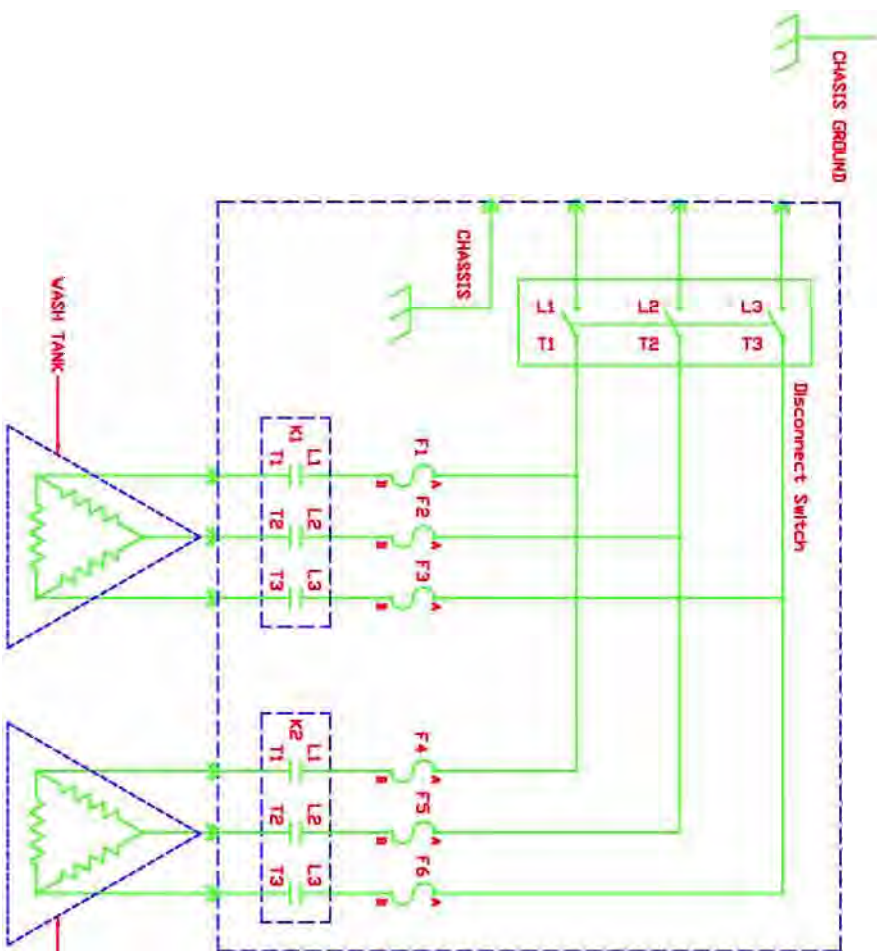 CHASIS GROUND
CHASSIS
L1
L2
L3
T1
T2
T3
Disconnect Switch
WASH TANK
F1
A
B
F2
A
B
F3
A
B
K1
L1
T1
L2
T2
L3
T3
F4
A
B
F5
A
B
F6
A
B
K2
L1
T1
L2
T2
L3
T3